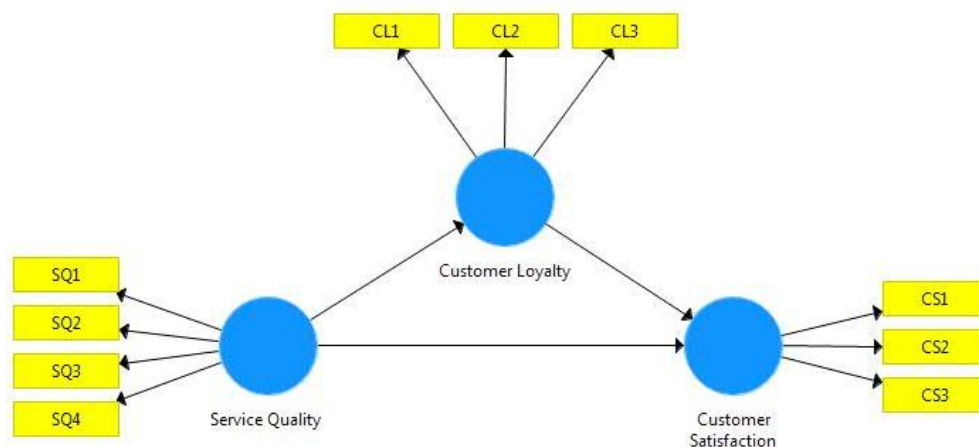 CL1
CL2
CL3
Customer Loyalty
SQ1
SQ2
SQ3
SQ4
Service Quality
CS1
CS2
CS3
Customer
Satisfaction